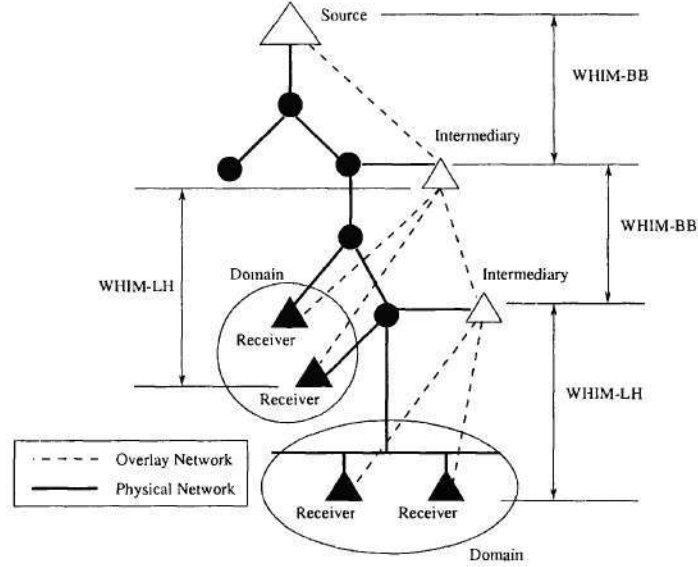 Source
WHIM-BB
Intermediary
WHIM-BB
Domain
Intermediary
WHIM-LH
Receiver
Receiver
WHIM-LH
Overlay Network
Physical Network
Receiver
Receiver
Domain